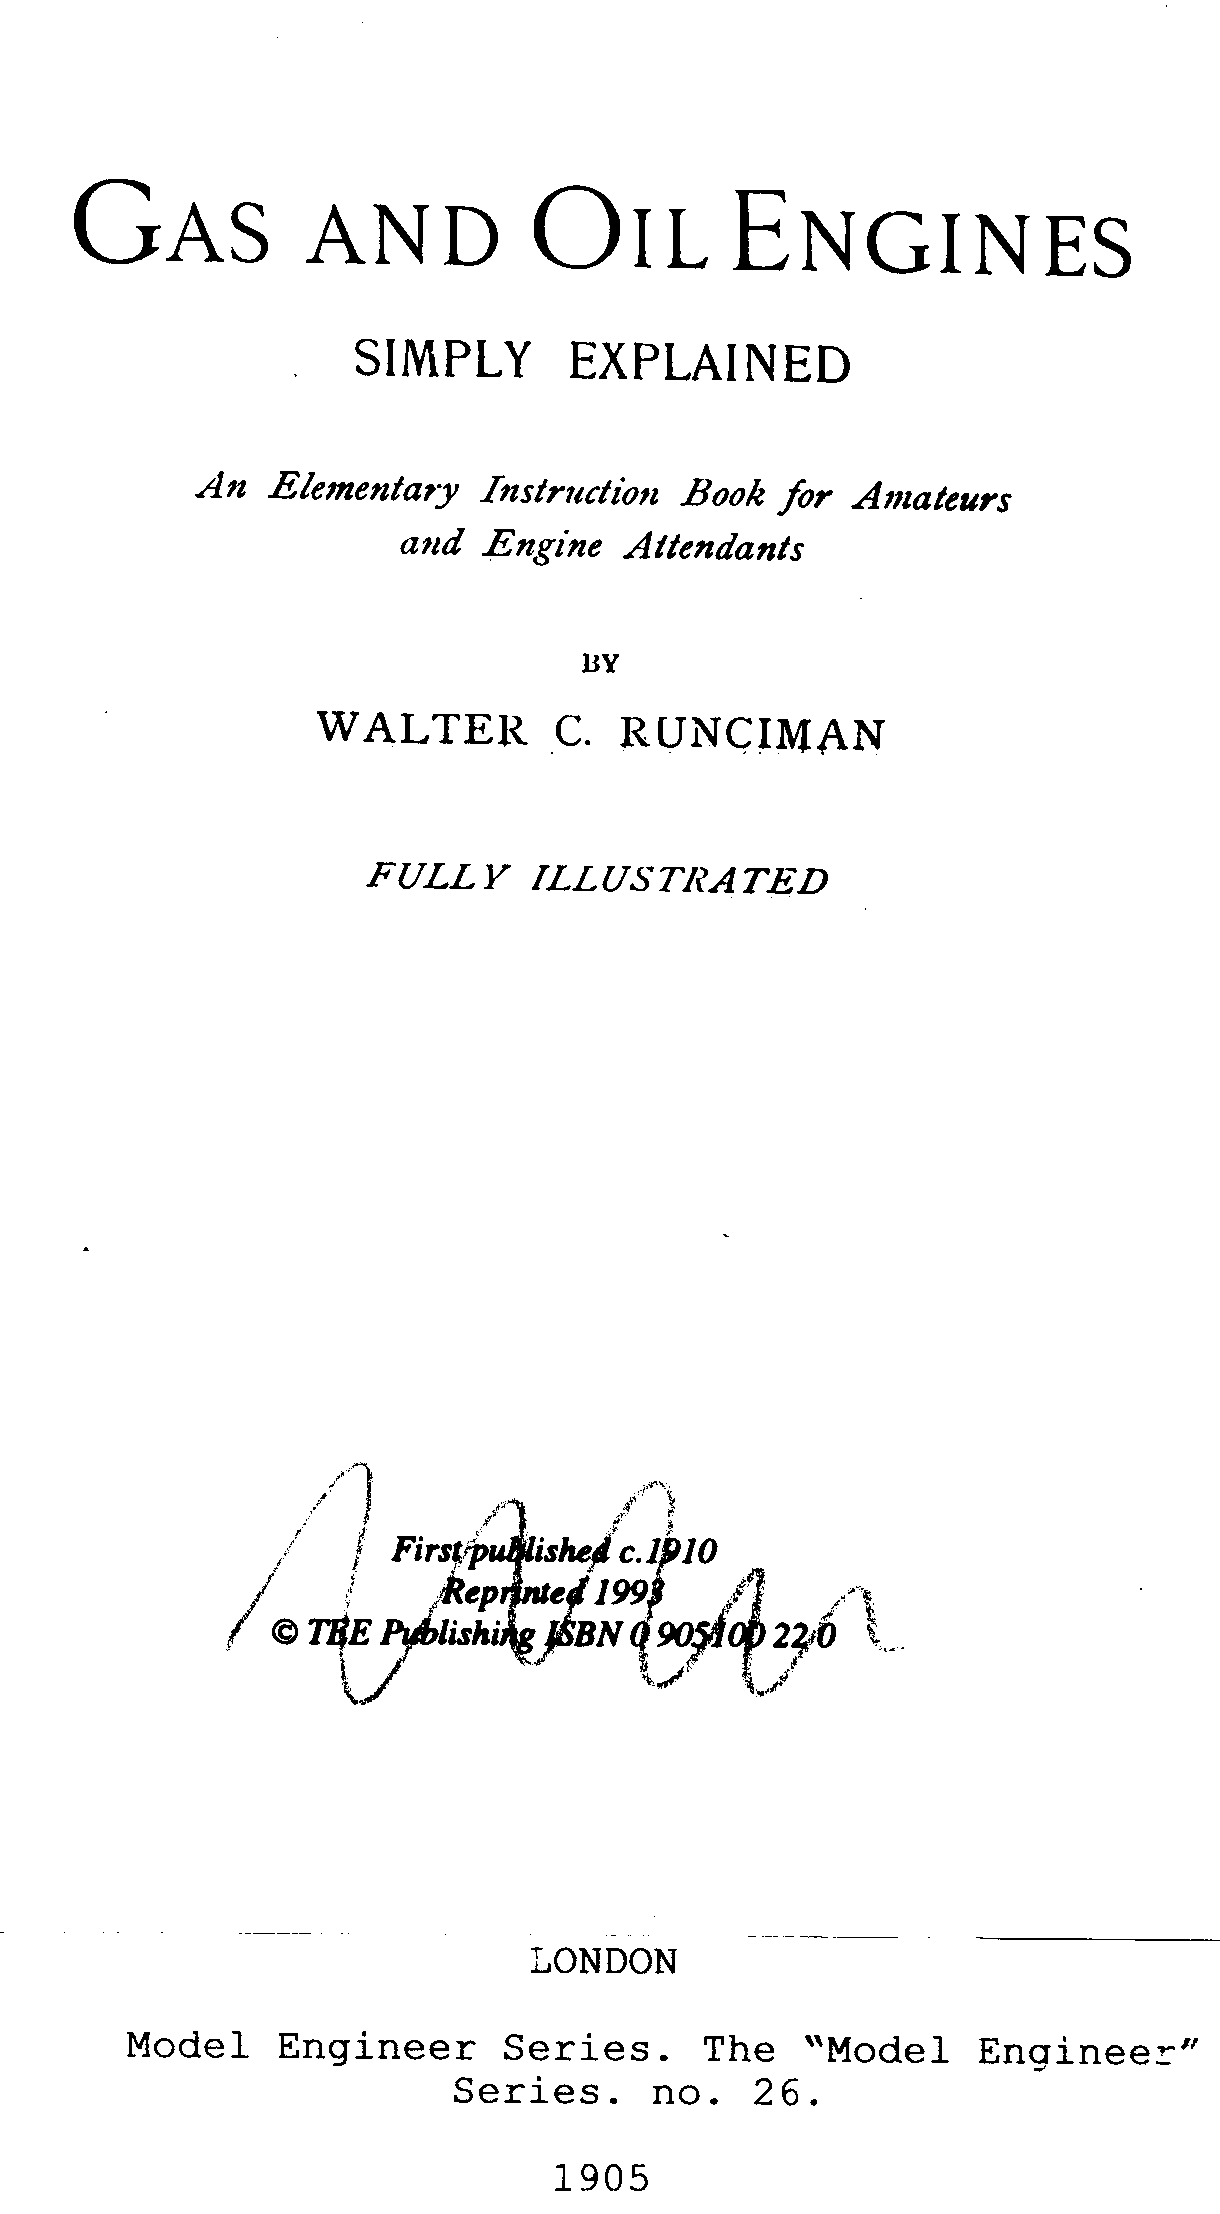 GAS AND OIL ENGINES
SIMPLY EXPLAINED
An Elementary Instruction Book for Amateurs
and Engine Attendants
BY
WALTER C. RUNCIMAN
FULLY ILLUSTRATED
First published c.1910
Reprinted 1993
© TEE Publishing ISBN 0 905100 22 0
LONDON
Model Engineer Series. The "Model Engineer"
Series. no. 26.
1905